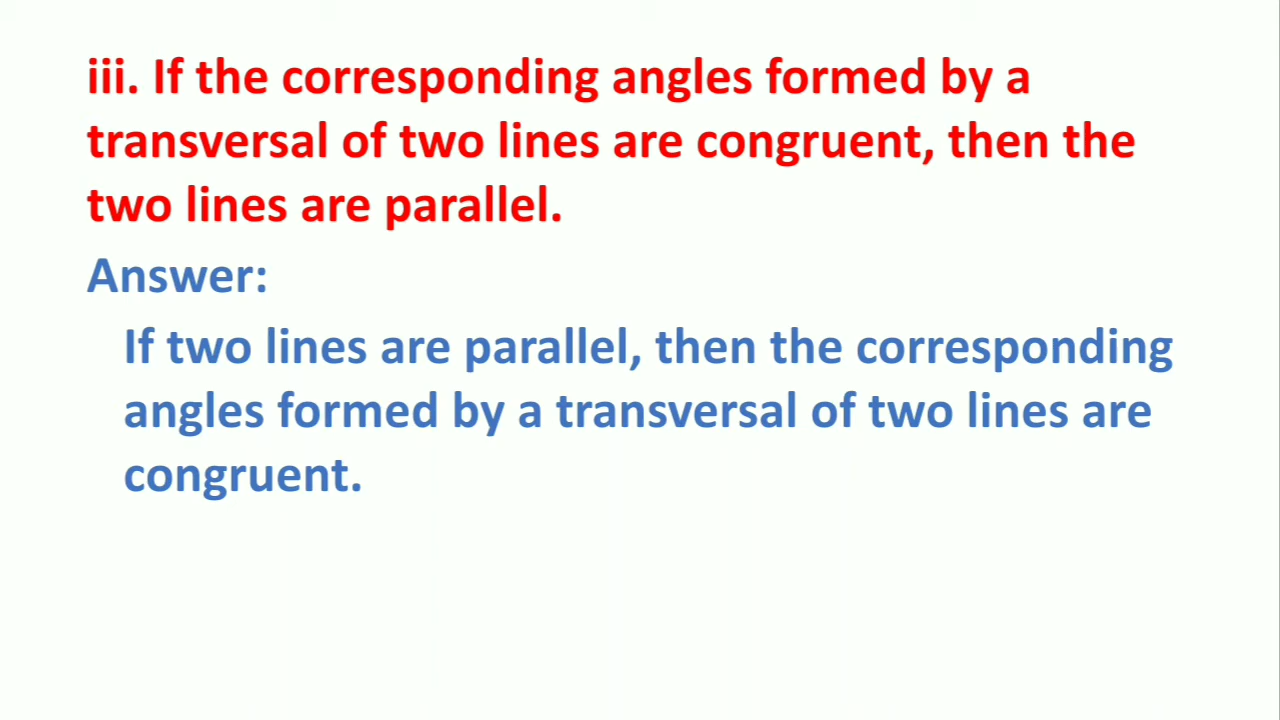 iii. If the corresponding angles formed by a
transversal of two lines are congruent, then the
two lines are parallel.
Answer:
If two lines are parallel, then the corresponding
angles formed by a transversal of two lines are
congruent.